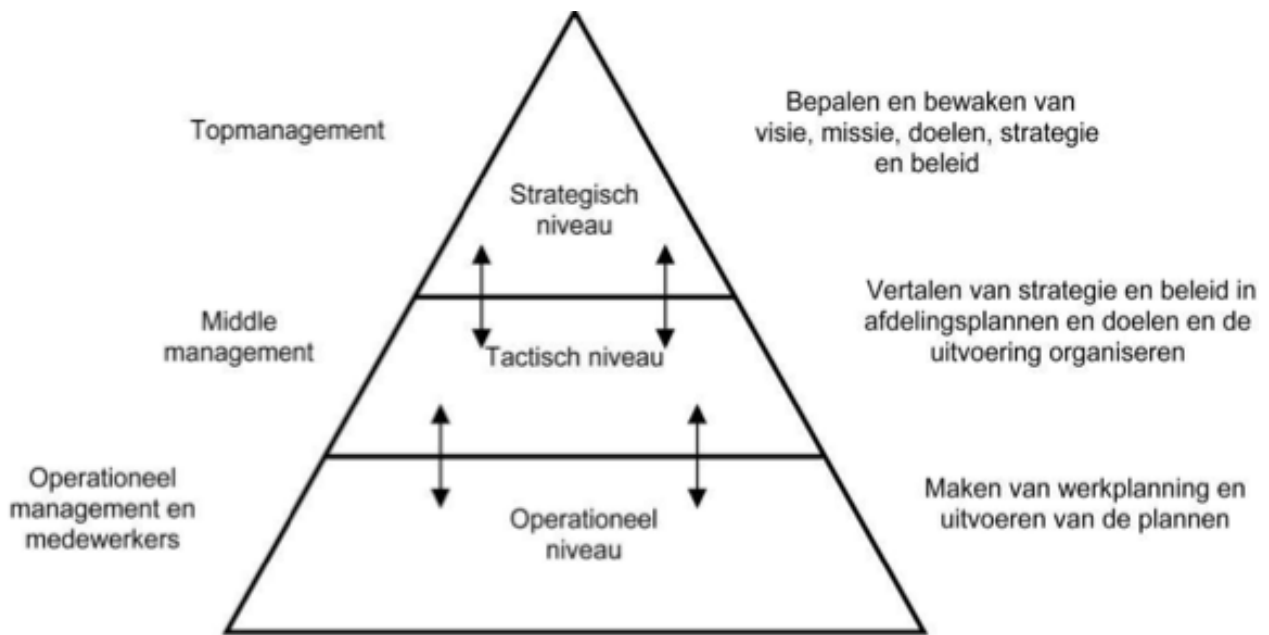 Topmanagement
Bepalen en bewaken van
visie, missie, doelen, strategie
en beleid
Strategisch
niveau
Middle
management
Tactisch niveau
Vertalen van strategie en beleid in
afdelingsplannen en doelen en de
uitvoering organiseren
Operationeel
management en
medewerkers
Operationeel
niveau
Maken van werkplanning en
uitvoeren van de plannen